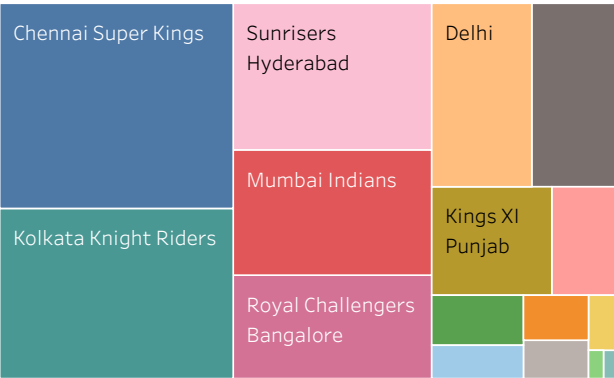 Chennai Super Kings
Kolkata Knight Riders
Sunrisers
Hyderabad
Mumbai Indians
Royal Challengers
Bangalore
Delhi
Kings XI
Punjab